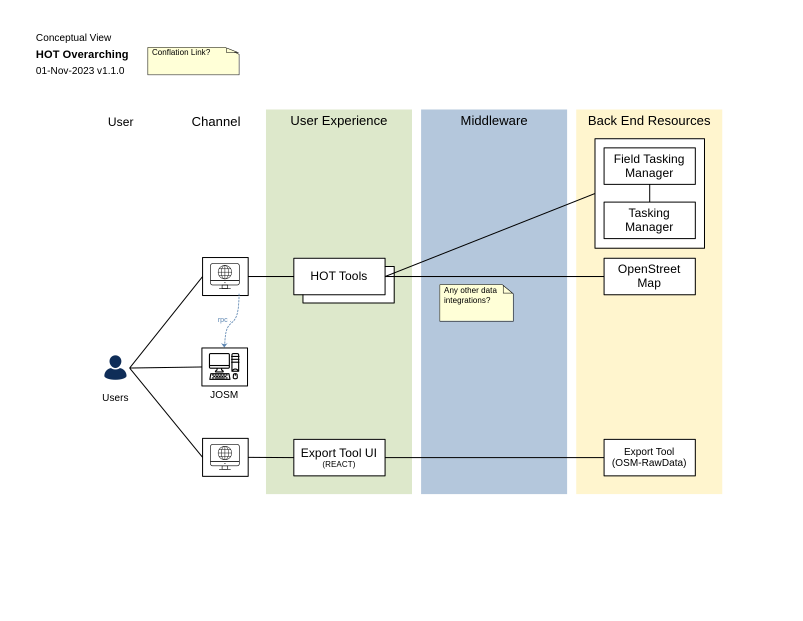 Conceptual View
HOT Overarching
01-Nov-2023 v1.1.0
Conflation Link?
User
Channel
User Experience
Middleware
Back End Resources
Field Tasking
Manager
Tasking
Manager
HOT Tools
OpenStreet
Map
Any other data
integrations?
rpc
JOSM
Users
Export Tool UI
(REACT)
Export Tool
(OSM-RawData)